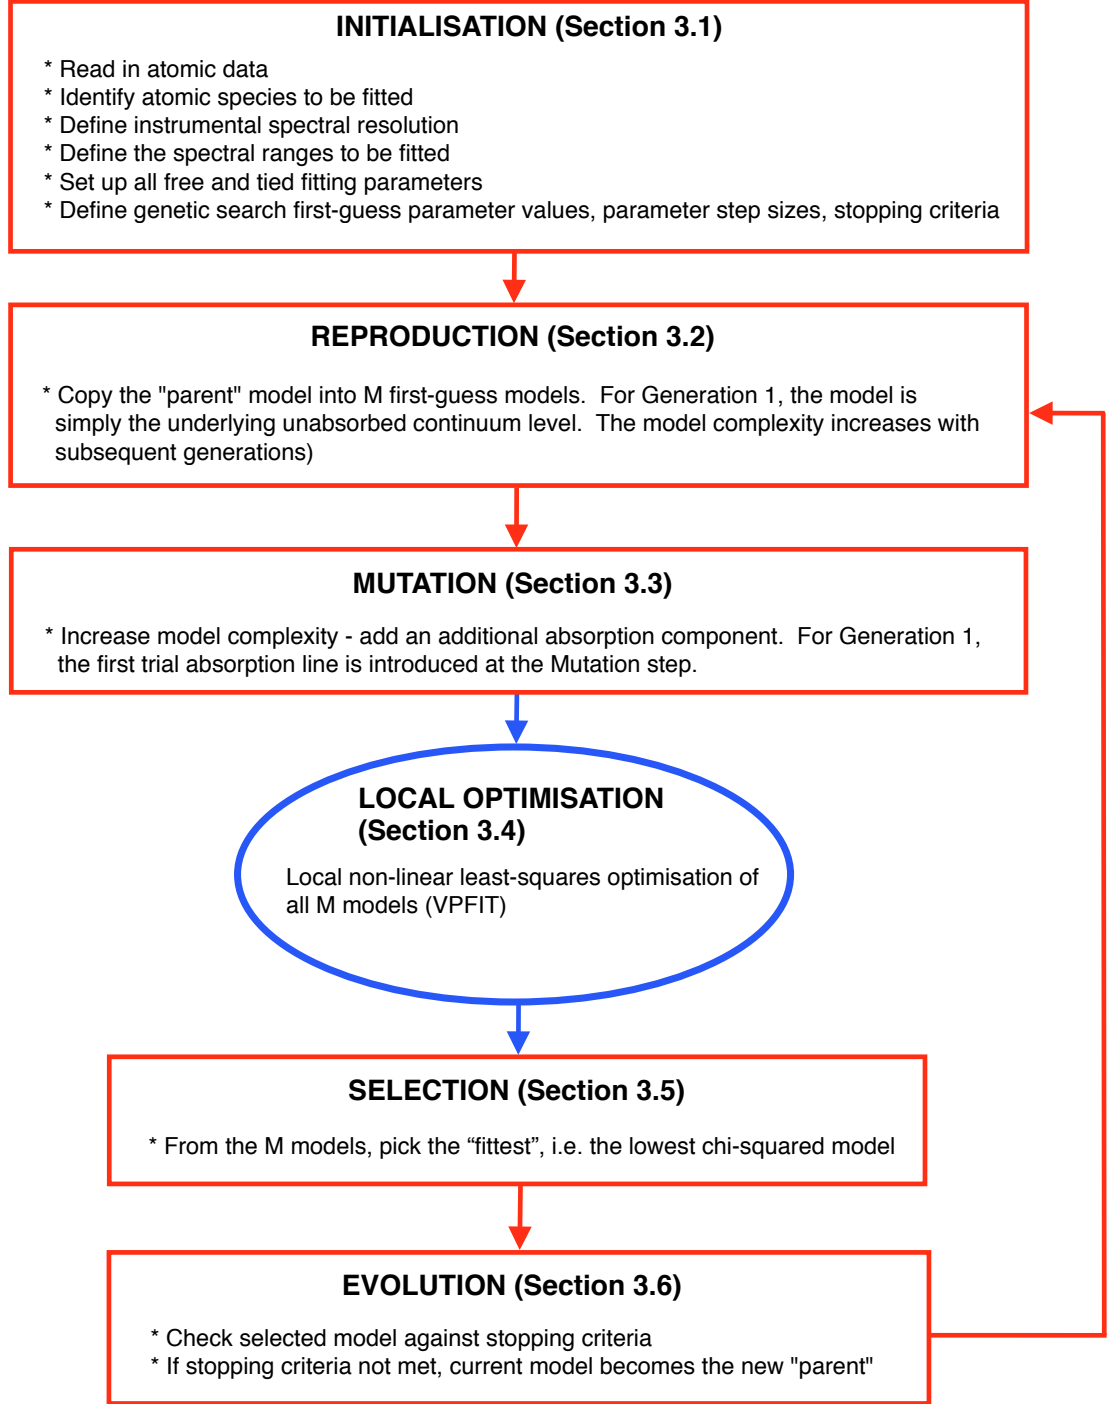 INITIALISATION (Section 3.1)
* Read in atomic data
* Identify atomic species to be fitted
* Define instrumental spectral resolution
* Define the spectral ranges to be fitted
* Set up all free and tied fitting parameters
* Define genetic search first-guess parameter values, parameter step sizes, stopping criteria
REPRODUCTION (Section 3.2)
* Copy the "parent" model into M first-guess models.  For Generation 1, the model is
simply the underlying unabsorbed continuum level.  The model complexity increases with
subsequent generations)
MUTATION (Section 3.3)
* Increase model complexity - add an additional absorption component.  For Generation 1,
the first trial absorption line is introduced at the Mutation step.
LOCAL OPTIMISATION
(Section 3.4)
Local non-linear least-squares optimisation of
all M models (VPFIT)
SELECTION (Section 3.5)
* From the M models, pick the “fittest”, i.e. the lowest chi-squared model
EVOLUTION (Section 3.6)
* Check selected model against stopping criteria
* If stopping criteria not met, current model becomes the new "parent"